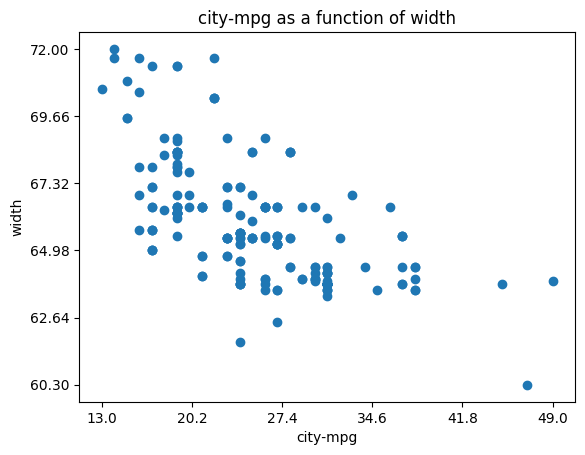 city-mpg as a function of width
72.00
69.66
67.32
64.98
62.64
60.30
width
13.0 20.2 27.4 34.6 41.8 49.0
city-mpg